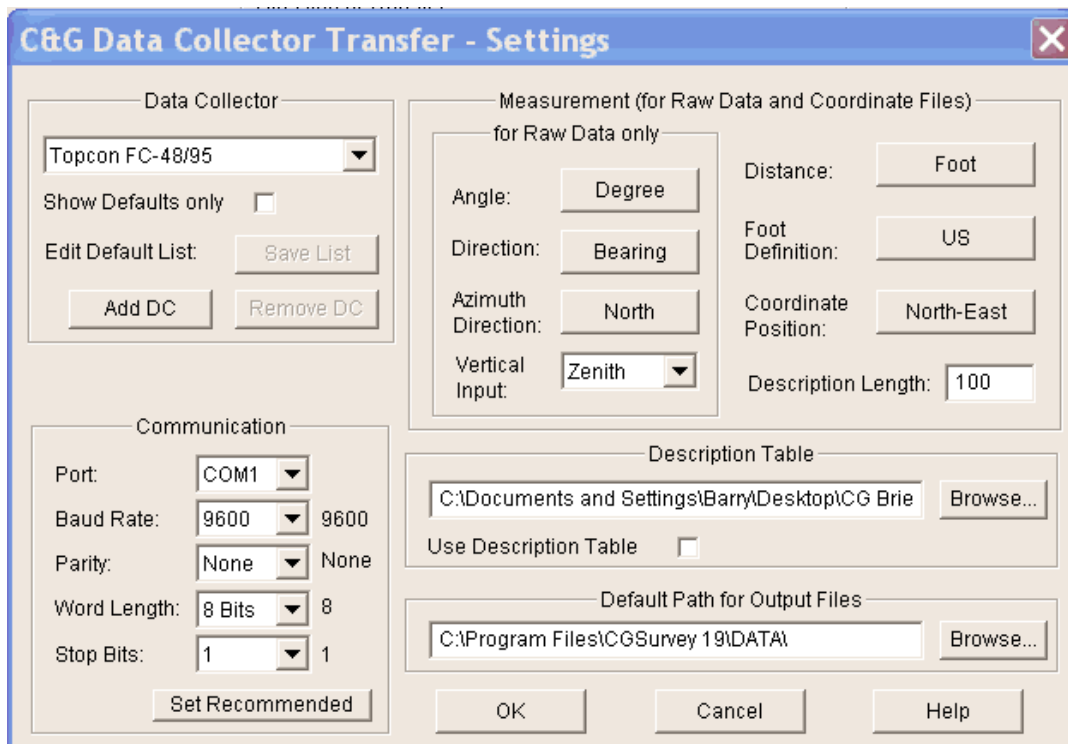 C&G Data Collector Transfer - Settings
Data Collector
Topcon FC-48/95
Show Defaults only
Edit Default List:
Save List
Add DC
Remove DC
Measurement (for Raw Data and Coordinate Files)
for Raw Data only
Angle:
Degree
Direction:
Bearing
Azimuth
Direction:
North
Vertical
Input:
Zenith
Distance:
Foot
Foot
Definition:
US
Coordinate
Position:
North-East
Description Length:
100
Communication
Port:
COM1
Baud Rate:
9600
9600
Parity:
None
None
Word Length:
8 Bits
8
Stop Bits:
1
1
Set Recommended
Description Table
C:\Documents and Settings\Barry\Desktop\CG Brie
Browse...
Use Description Table
Default Path for Output Files
C:\Program Files\CGSurvey 19\DATA\
Browse...
OK
Cancel
Help